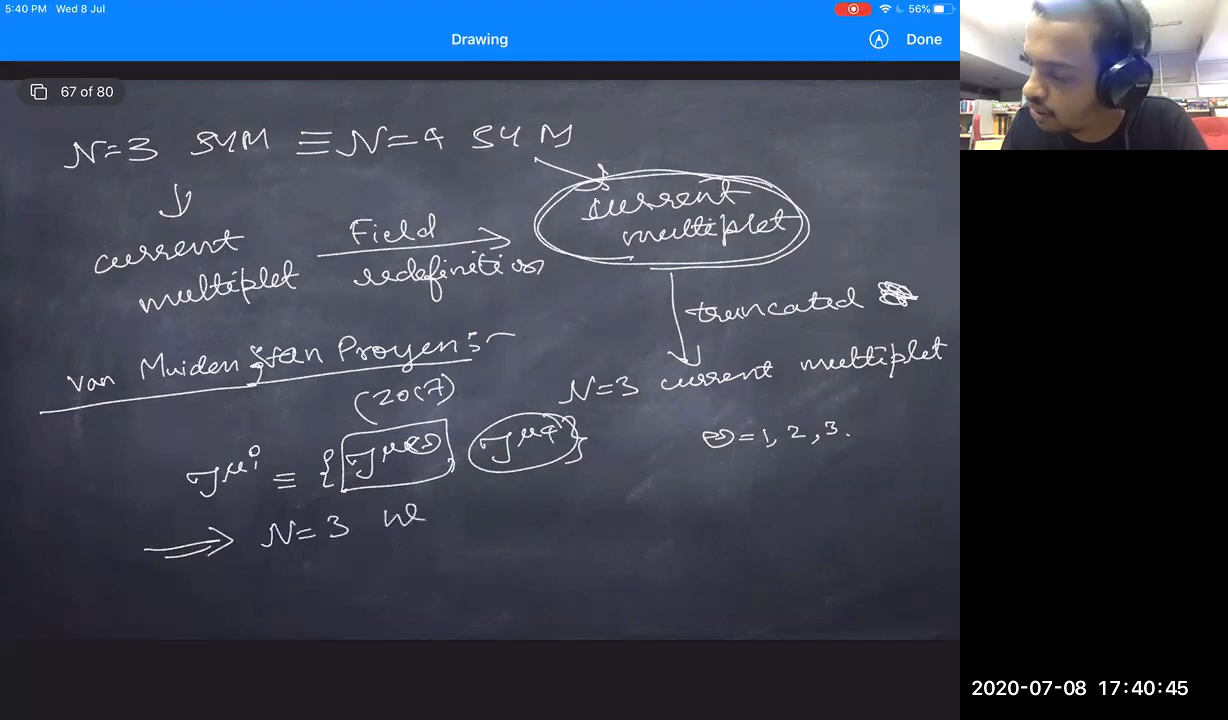 5:40 PM Wed 8 Jul
56%
Drawing
Done
67 of 80
N=3 SYM ≡ N=4 SYM
current multiplet
Field redefinition
current multiplet
truncated
N=3 current multiplet
van Muiden, Van Proyen :-
(2017)
J^{μi} ≡ { J^{μ } J^{μ4} }
= 1, 2, 3.
⟹ N=3 we
2020-07-08 17:40:45